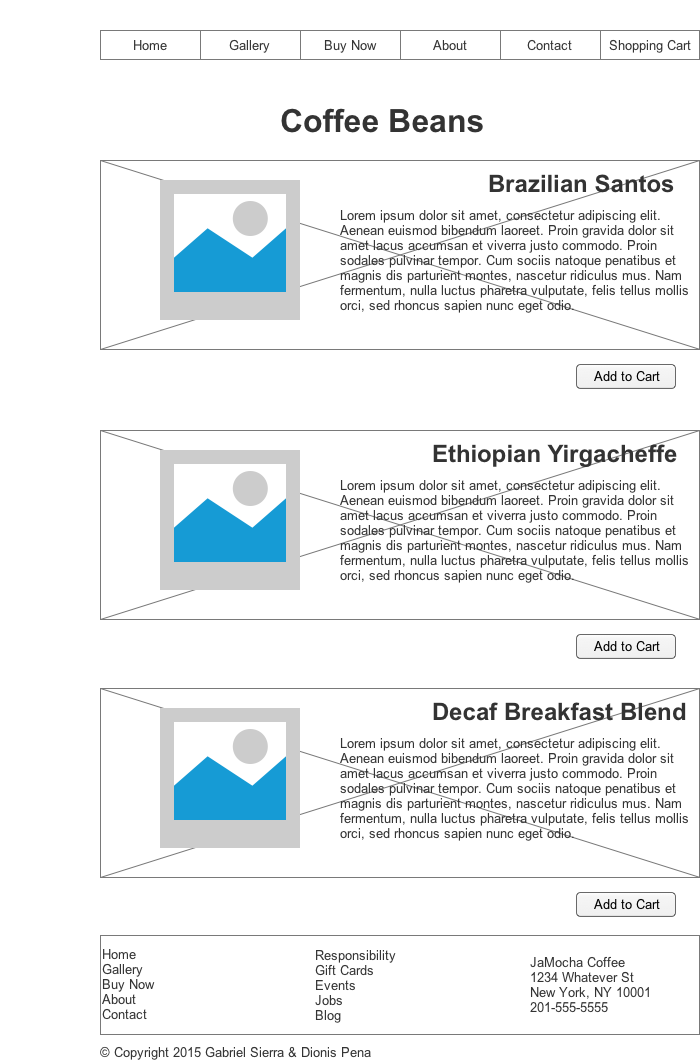 Home Gallery Buy Now About Contact Shopping Cart
Coffee Beans
Brazilian Santos
Lorem ipsum dolor sit amet, consectetur adipiscing elit.
Aenean euismod bibendum laoreet. Proin gravida dolor sit
amet lacus accumsan et viverra justo commodo. Proin
sodales pulvinar tempor. Cum sociis natoque penatibus et
magnis dis parturient montes, nascetur ridiculus mus. Nam
fermentum, nulla luctus pharetra vulputate, felis tellus mollis
orci, sed rhoncus sapien nunc eget odio.
Add to Cart
Ethiopian Yirgacheffe
Lorem ipsum dolor sit amet, consectetur adipiscing elit.
Aenean euismod bibendum laoreet. Proin gravida dolor sit
amet lacus accumsan et viverra justo commodo. Proin
sodales pulvinar tempor. Cum sociis natoque penatibus et
magnis dis parturient montes, nascetur ridiculus mus. Nam
fermentum, nulla luctus pharetra vulputate, felis tellus mollis
orci, sed rhoncus sapien nunc eget odio.
Add to Cart
Decaf Breakfast Blend
Lorem ipsum dolor sit amet, consectetur adipiscing elit.
Aenean euismod bibendum laoreet. Proin gravida dolor sit
amet lacus accumsan et viverra justo commodo. Proin
sodales pulvinar tempor. Cum sociis natoque penatibus et
magnis dis parturient montes, nascetur ridiculus mus. Nam
fermentum, nulla luctus pharetra vulputate, felis tellus mollis
orci, sed rhoncus sapien nunc eget odio.
Add to Cart
Home
Gallery
Buy Now
About
Contact
Responsibility
Gift Cards
Events
Jobs
Blog
JaMocha Coffee
1234 Whatever St
New York, NY 10001
201-555-5555
© Copyright 2015 Gabriel Sierra & Dionis Pena